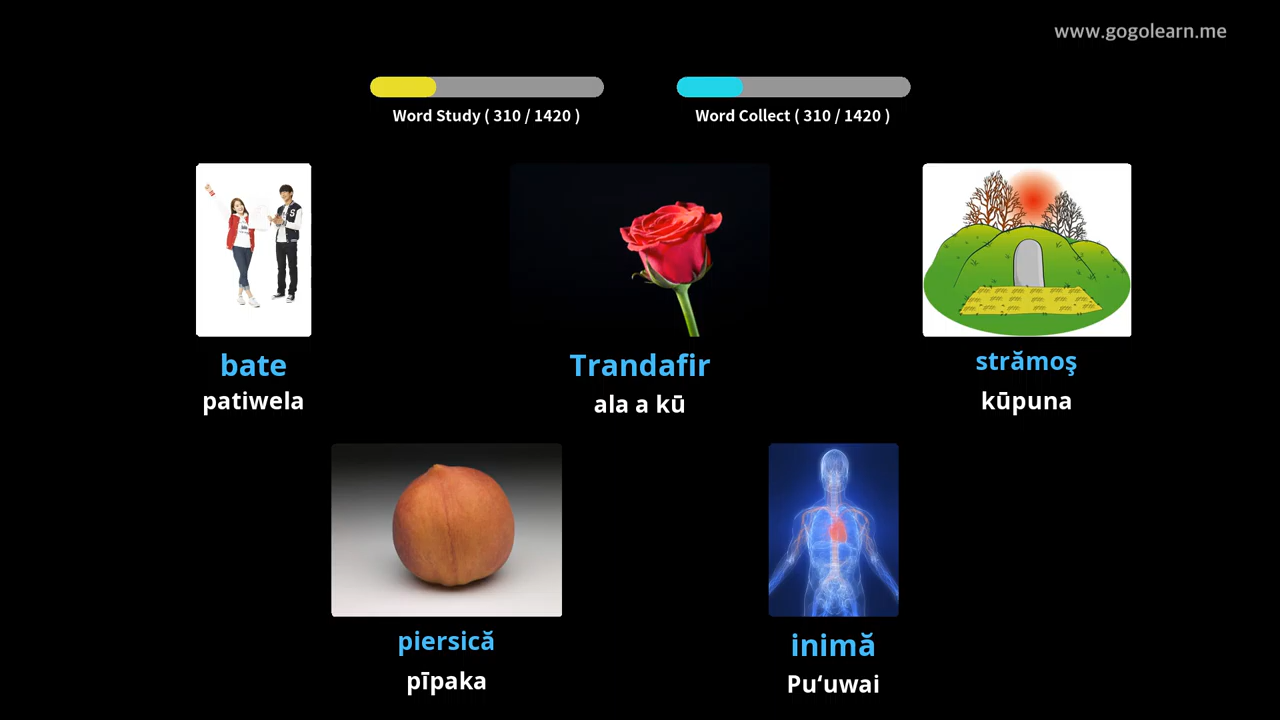 www.gogolearn.me
Word Study ( 310 / 1420 )
Word Collect ( 310 / 1420 )
bate
patiwela
Trandafir
ala a kū
strămoş
kūpuna
piersică
pīpaka
inimă
Puʻuwai